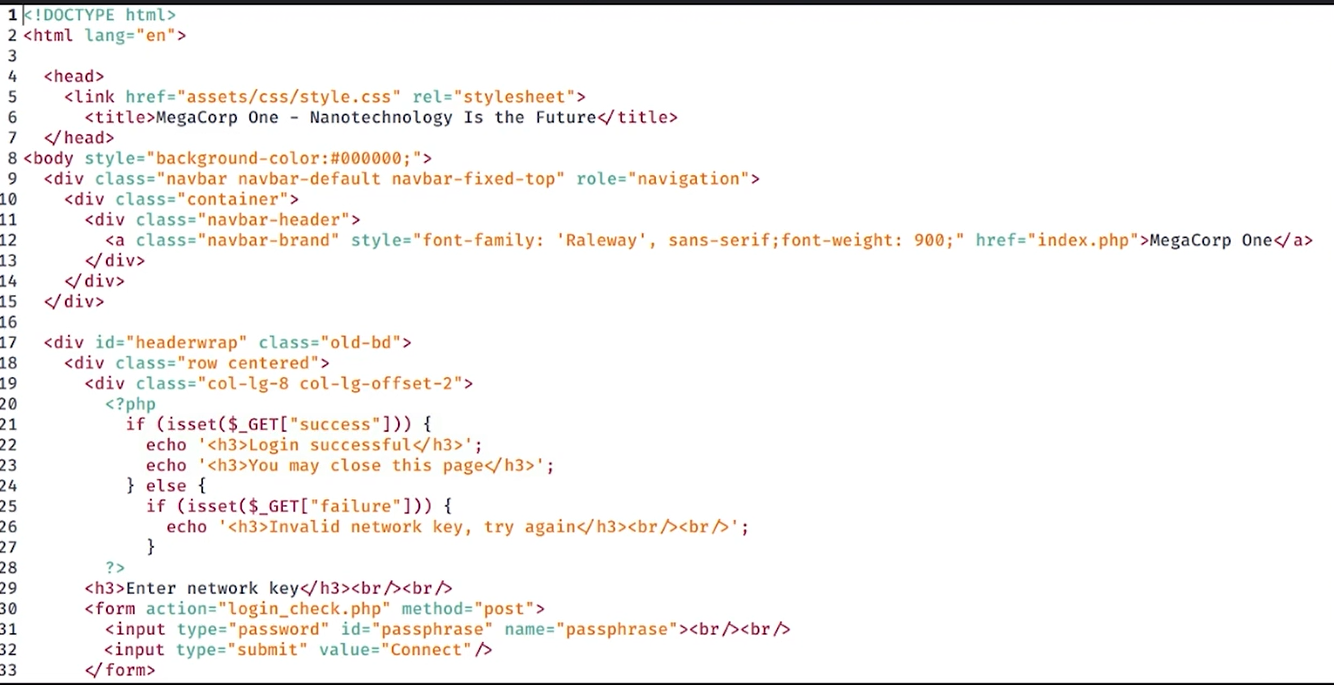 1 <!DOCTYPE html>
2 <html lang="en">
3
4 <head>
5 <link href="assets/css/style.css" rel="stylesheet">
6 <title>MegaCorp One - Nanotechnology Is the Future</title>
7 </head>
8 <body style="background-color:#000000;">
9 <div class="navbar navbar-default navbar-fixed-top" role="navigation">
10 <div class="container">
11 <div class="navbar-header">
12 <a class="navbar-brand" style="font-family: 'Raleway', sans-serif;font-weight: 900;" href="index.php">MegaCorp One</a>
13 </div>
14 </div>
15 </div>
16
17 <div id="headerwrap" class="old-bd">
18 <div class="row centered">
19 <div class="col-lg-8 col-lg-offset-2">
20 <?php
21 if (isset($_GET["success"])) {
22 echo '<h3>Login successful</h3>';
23 echo '<h3>You may close this page</h3>';
24 } else {
25 if (isset($_GET["failure"])) {
26 echo '<h3>Invalid network key, try again</h3><br/><br/>';
27 }
28 ?>
29 <h3>Enter network key</h3><br/><br/>
30 <form action="login_check.php" method="post">
31 <input type="password" id="passphrase" name="passphrase"><br/><br/>
32 <input type="submit" value="Connect"/>
33 </form>